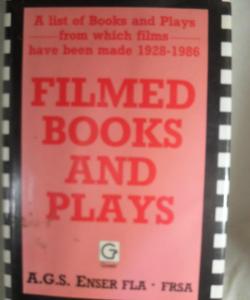 A list of Books and Plays
from which films
have been made 1928-1986
FILMED
BOOKS
AND
PLAYS
G
A.G.S. ENSER FLA · FRSA